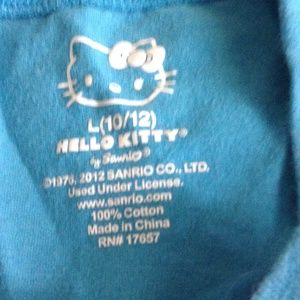 L(10/12)
HELLO KITTY®
by Sanrio®
©1976, 2012 SANRIO CO., LTD.
Used Under License.
www.sanrio.com
100% Cotton
Made in China
RN# 17657